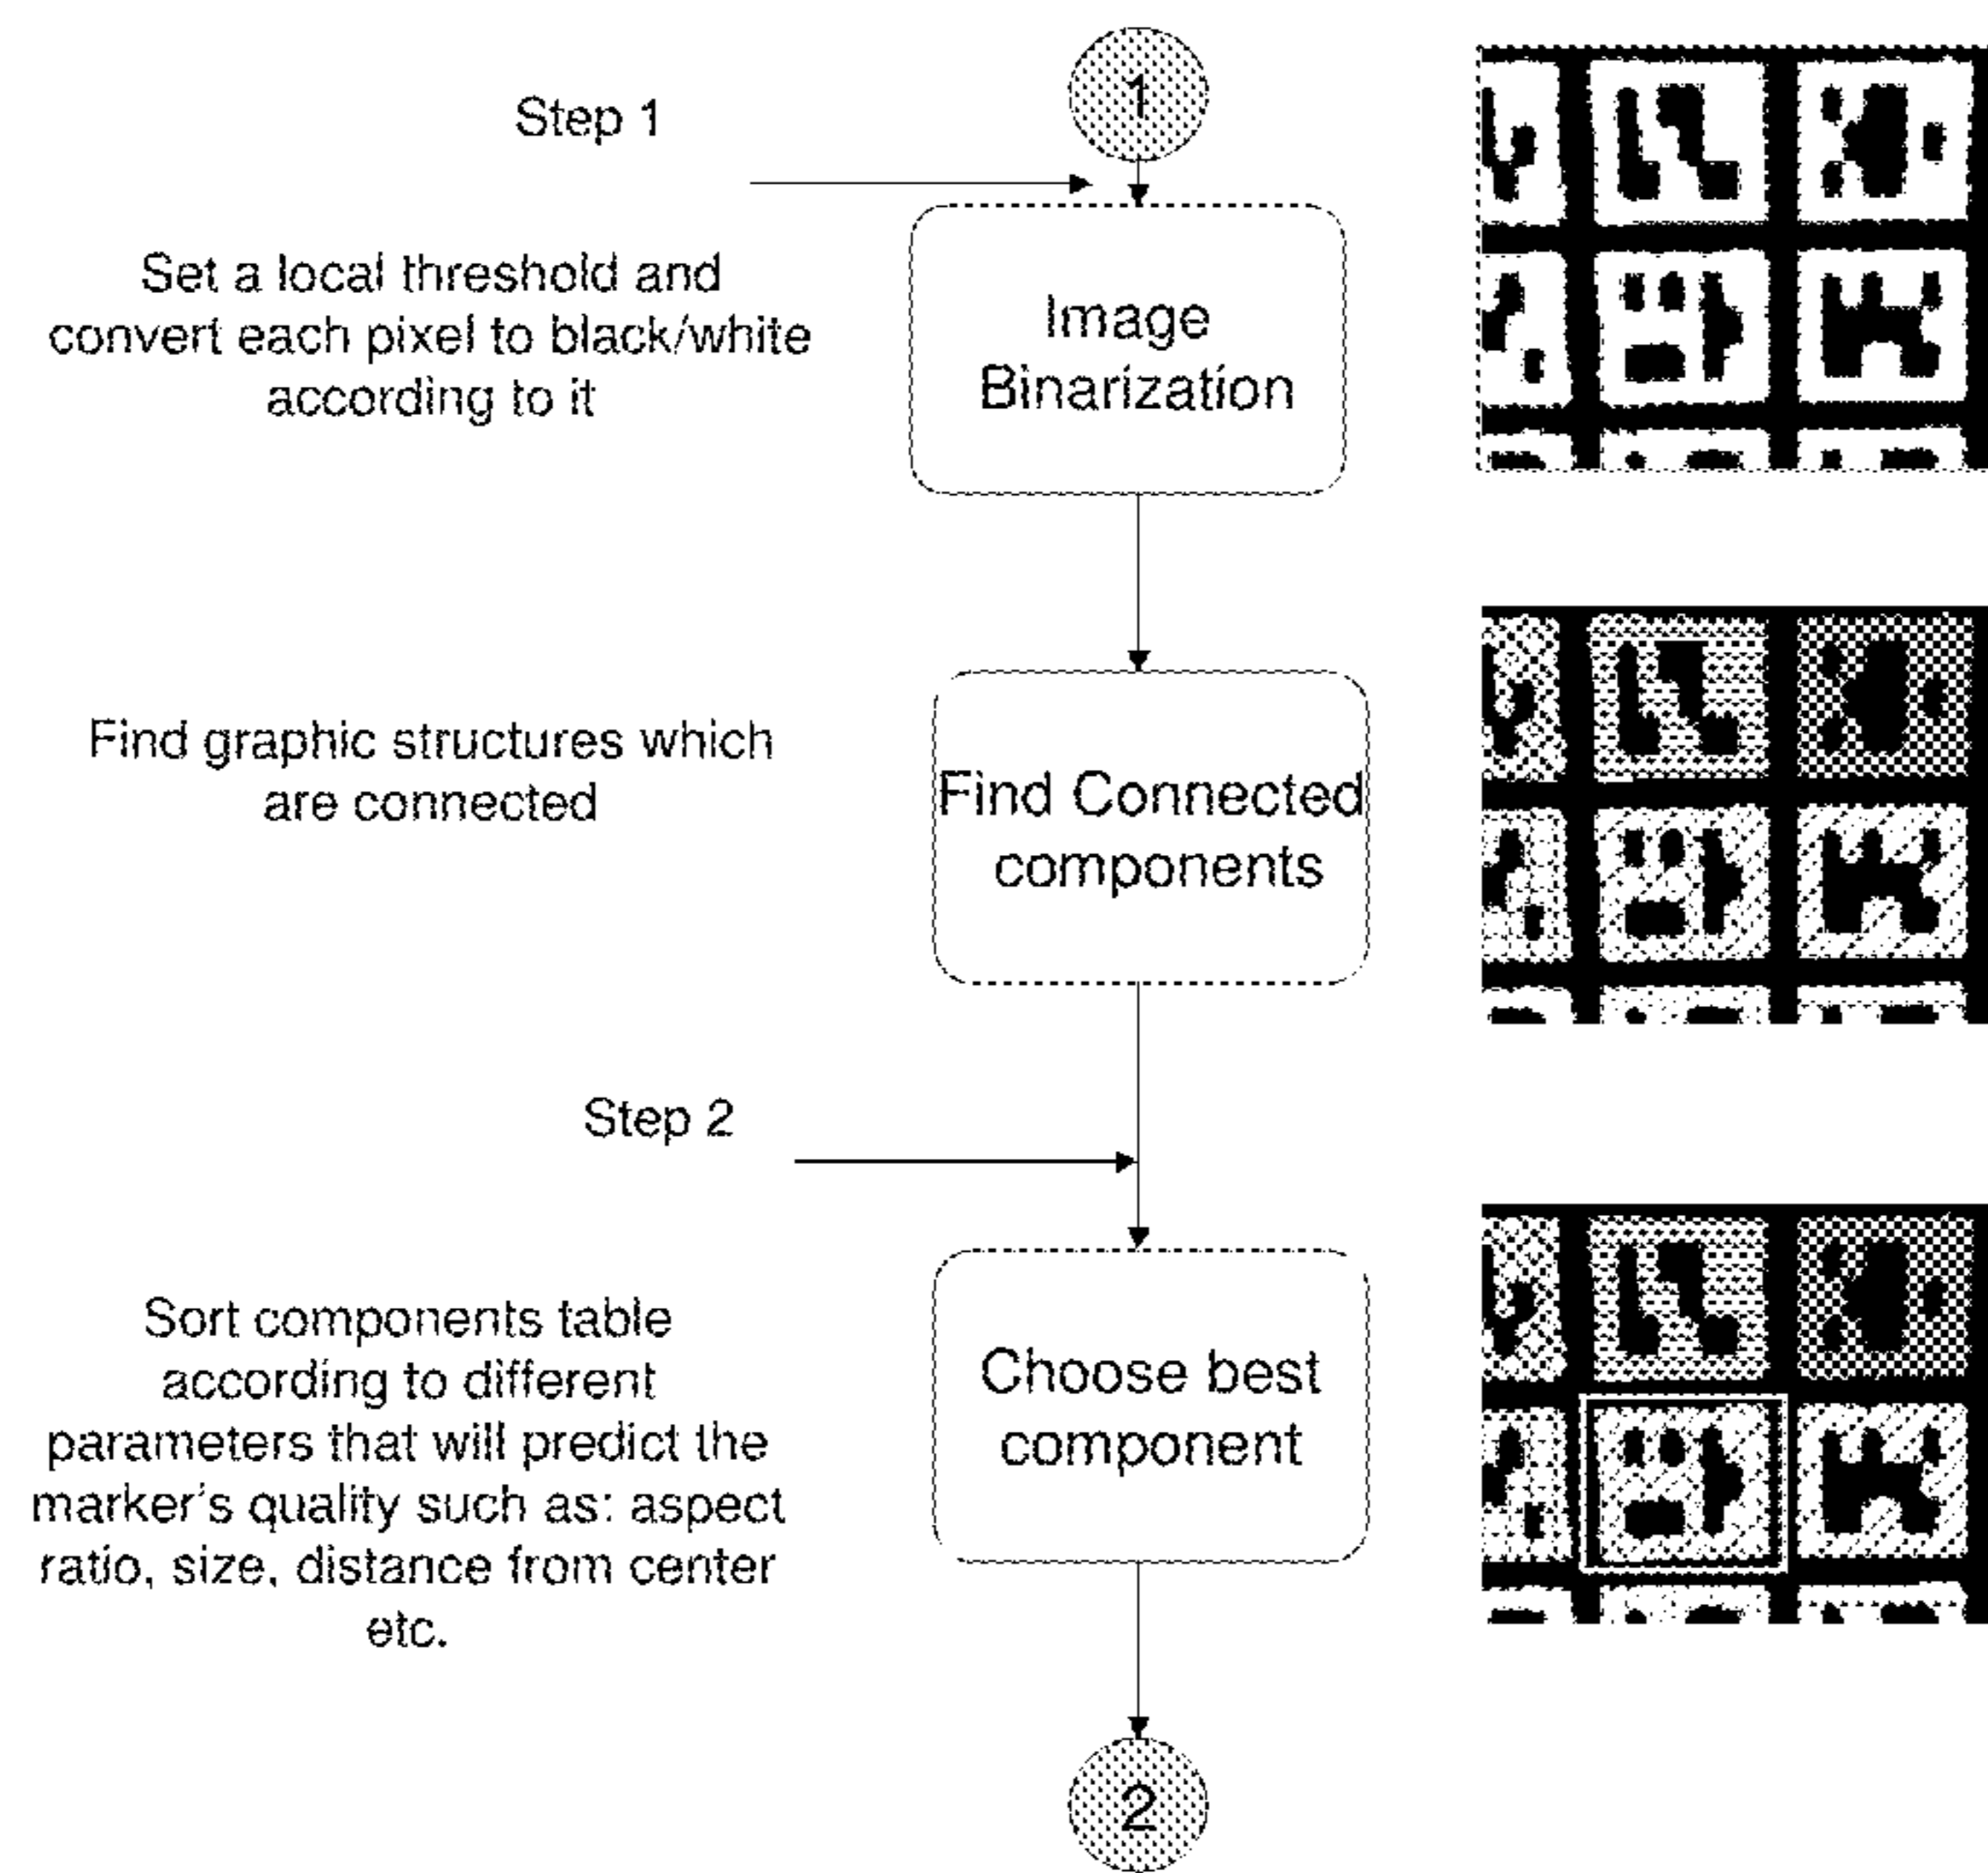 1
Step 1
Set a local threshold and
convert each pixel to black/white
according to it
Image
Binarization
Find graphic structures which
are connected
Find Connected
components
Step 2
Sort components table
according to different
parameters that will predict the
marker's quality such as: aspect
ratio, size, distance from center
etc.
Choose best
component
2